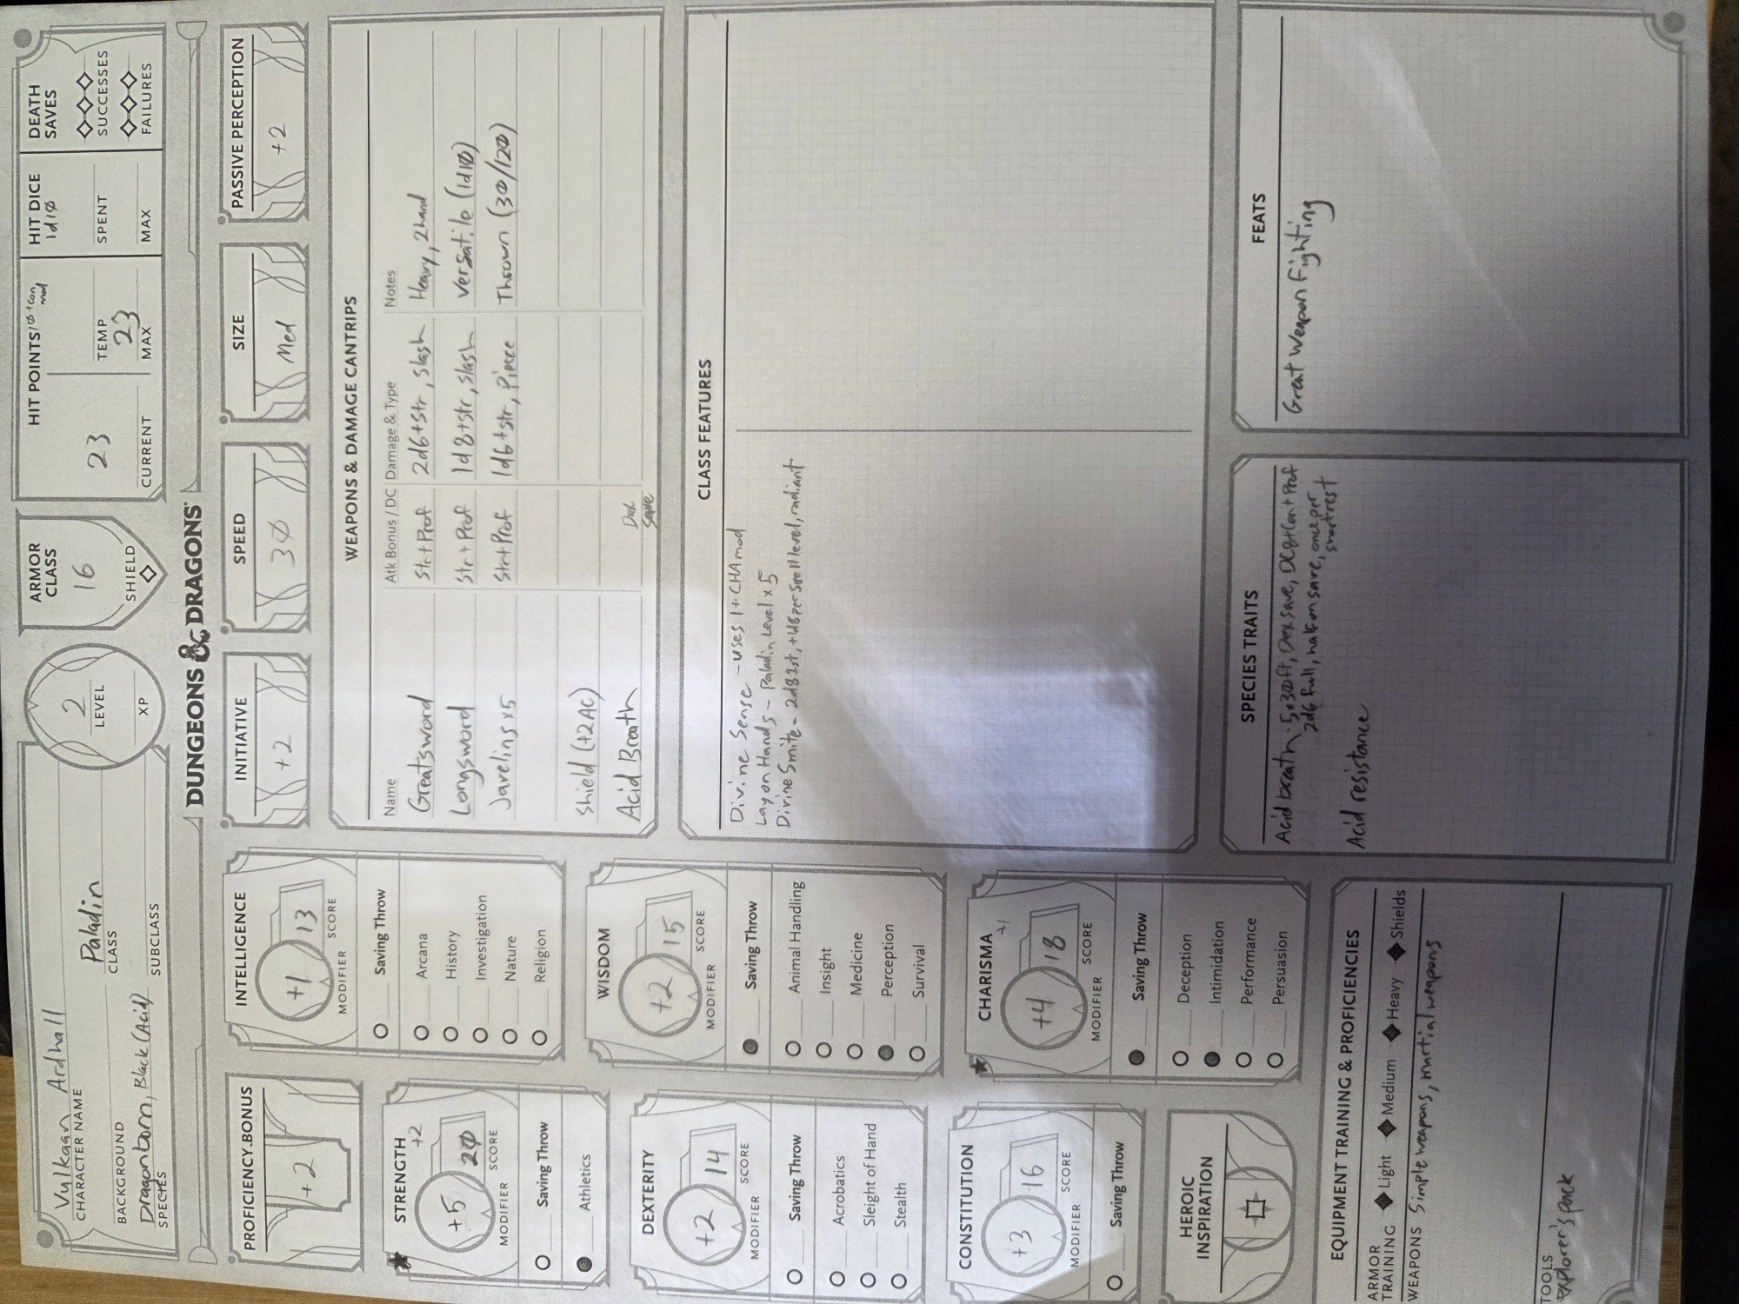 Vulkaan Ardhall
CHARACTER NAME
Paladin
BACKGROUND
CLASS
Dragonborn, Black (Acid)
SPECIES
SUBCLASS
2
LEVEL
XP
ARMOR
CLASS
16
SHIELD
HIT POINTS 10+con mod
23
CURRENT
TEMP
23
MAX
HIT DICE
1d10
SPENT
MAX
DEATH
SAVES
SUCCESSES
FAILURES
DUNGEONS & DRAGONS
PROFICIENCY BONUS
+2
STRENGTH
+2
+5
20
MODIFIER
SCORE
Saving Throw
Athletics
DEXTERITY
+2
14
MODIFIER
SCORE
Saving Throw
Acrobatics
Sleight of Hand
Stealth
CONSTITUTION
+3
16
MODIFIER
SCORE
Saving Throw
HEROIC
INSPIRATION
INTELLIGENCE
+1
13
MODIFIER
SCORE
Saving Throw
Arcana
History
Investigation
Nature
Religion
WISDOM
+2
15
MODIFIER
SCORE
Saving Throw
Animal Handling
Insight
Medicine
Perception
Survival
CHARISMA
+1
+4
18
MODIFIER
SCORE
Saving Throw
Deception
Intimidation
Performance
Persuasion
EQUIPMENT TRAINING & PROFICIENCIES
ARMOR
TRAINING
Light Medium Heavy Shields
WEAPONS Simple weapons, martial weapons
TOOLS
explorer's pack
INITIATIVE
+2
SPEED
30
SIZE
Med
PASSIVE PERCEPTION
+2
WEAPONS & DAMAGE CANTRIPS
Name Atk Bonus / DC Damage & Type Notes
Greatsword Str+Prof 2d6+Str, slash Heavy, 2hand
Longsword Str+Prof 1d8+str, slash Versatile (1d10)
Javelins x5 Str+Prof 1d6+str, Pierce Thrown (30/120)
Shield (+2AC)
Acid Breath
CLASS FEATURES
Divine Sense - uses 1+ CHA mod
Lay on Hands - Paladin Level x 5
Divine Smite - 2d8 1st, +1d8 per spell level, radiant
SPECIES TRAITS
Acid breath - 5x30ft, Dex save, DC 8+Con+Prof
2d6 full, half on save, once per
short rest
Acid resistance
FEATS
Great Weapon Fighting